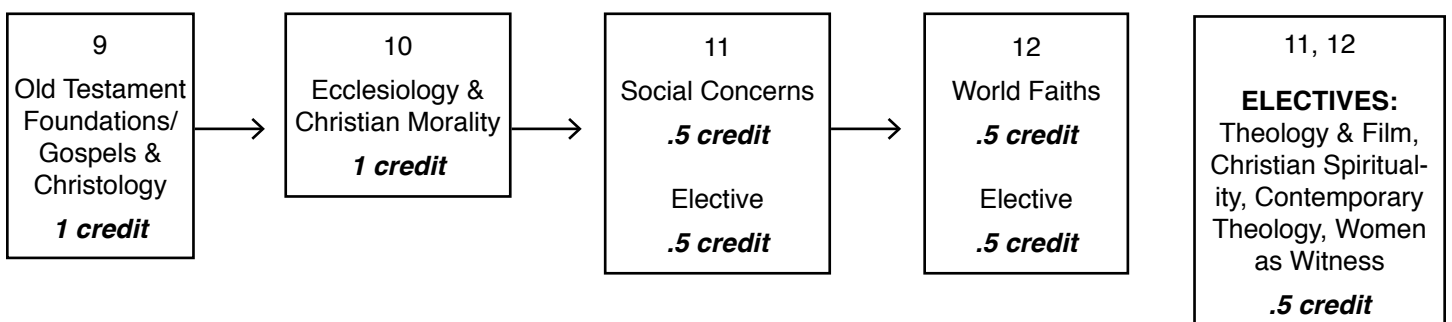 9
Old Testament
Foundations/
Gospels &
Christology
1 credit
10
Ecclesiology &
Christian Morality
1 credit
11
Social Concerns
.5 credit
Elective
.5 credit
12
World Faiths
.5 credit
Elective
.5 credit
11, 12
ELECTIVES:
Theology & Film,
Christian Spiritual-
ity, Contemporary
Theology, Women
as Witness
.5 credit